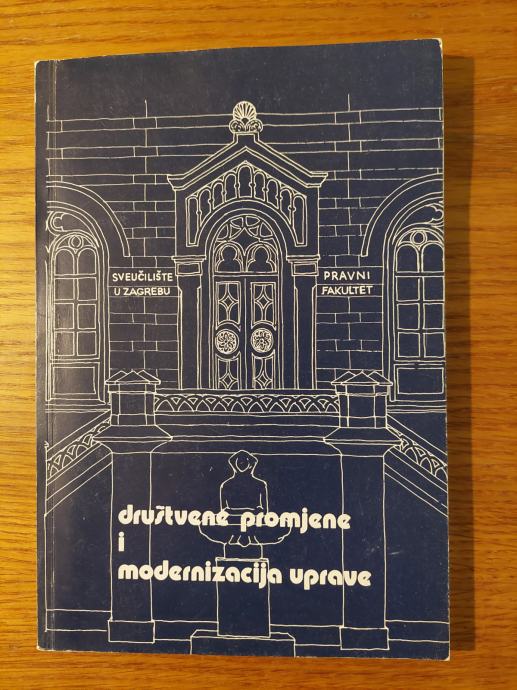 SVEUČILIŠTE
U ZAGREBU
PRAVNI
FAKULTET
društvene promjene
i
modernizacija uprave